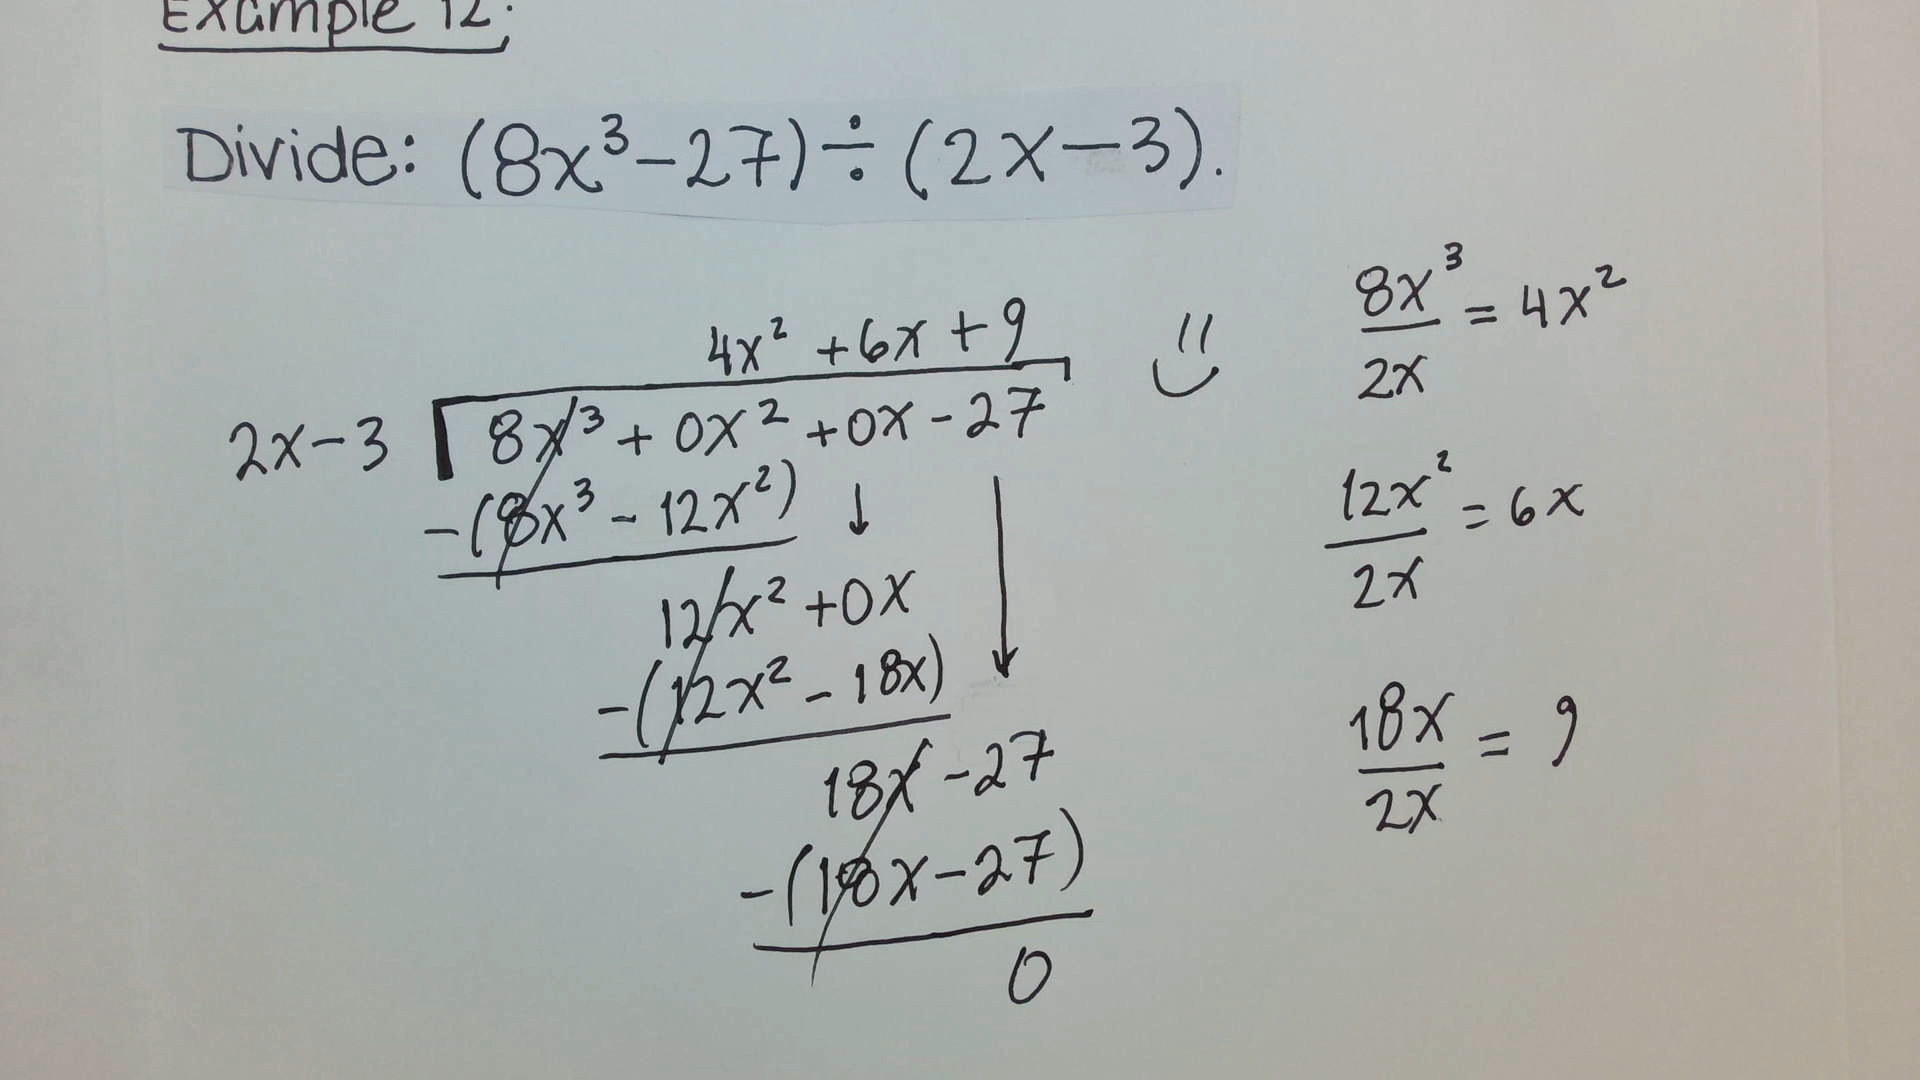 Example 12:
Divide: (8x³-27)÷(2x-3).
4x² +6x +9
2x-3 8x³ + 0x² +0x -27
-(8x³ - 12x²)
12x² +0x
-(12x² - 18x)
18x -27
-(18x-27)
0
8x³
= 4x²
2x
12x²
= 6x
2x
18x
= 9
2x